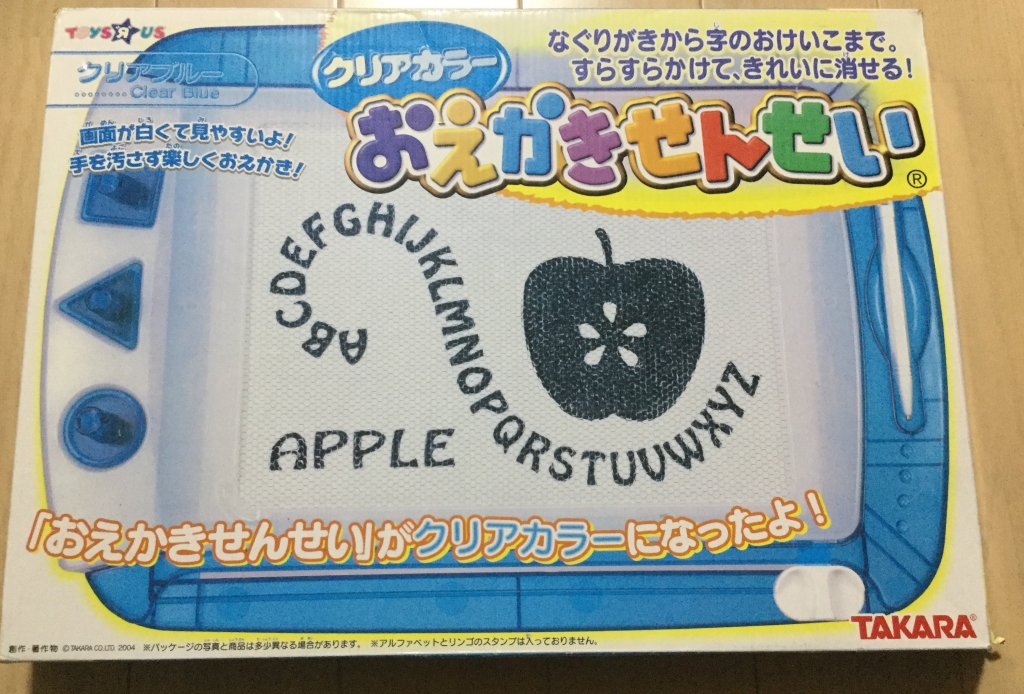 TOYSRUS
クリアブルー
Clear Blue
画面が白くて見やすいよ!
手を汚さず楽しくおえかき!
クリアカラー
なぐりがきから字のおけいこまで。
すらすらかけて、きれいに消せる!
おえかきせんせい®
ABCDEFGHIJKLMNOPQRSTUVWXYZ
APPLE
「おえかきせんせい」がクリアカラーになったよ!
TAKARA®
創作・著作物 ©TAKARA CO.,LTD. 2004 ※パッケージの写真と商品は多少異なる場合があります。 ※アルファベットとリンゴのスタンプは入っておりません。